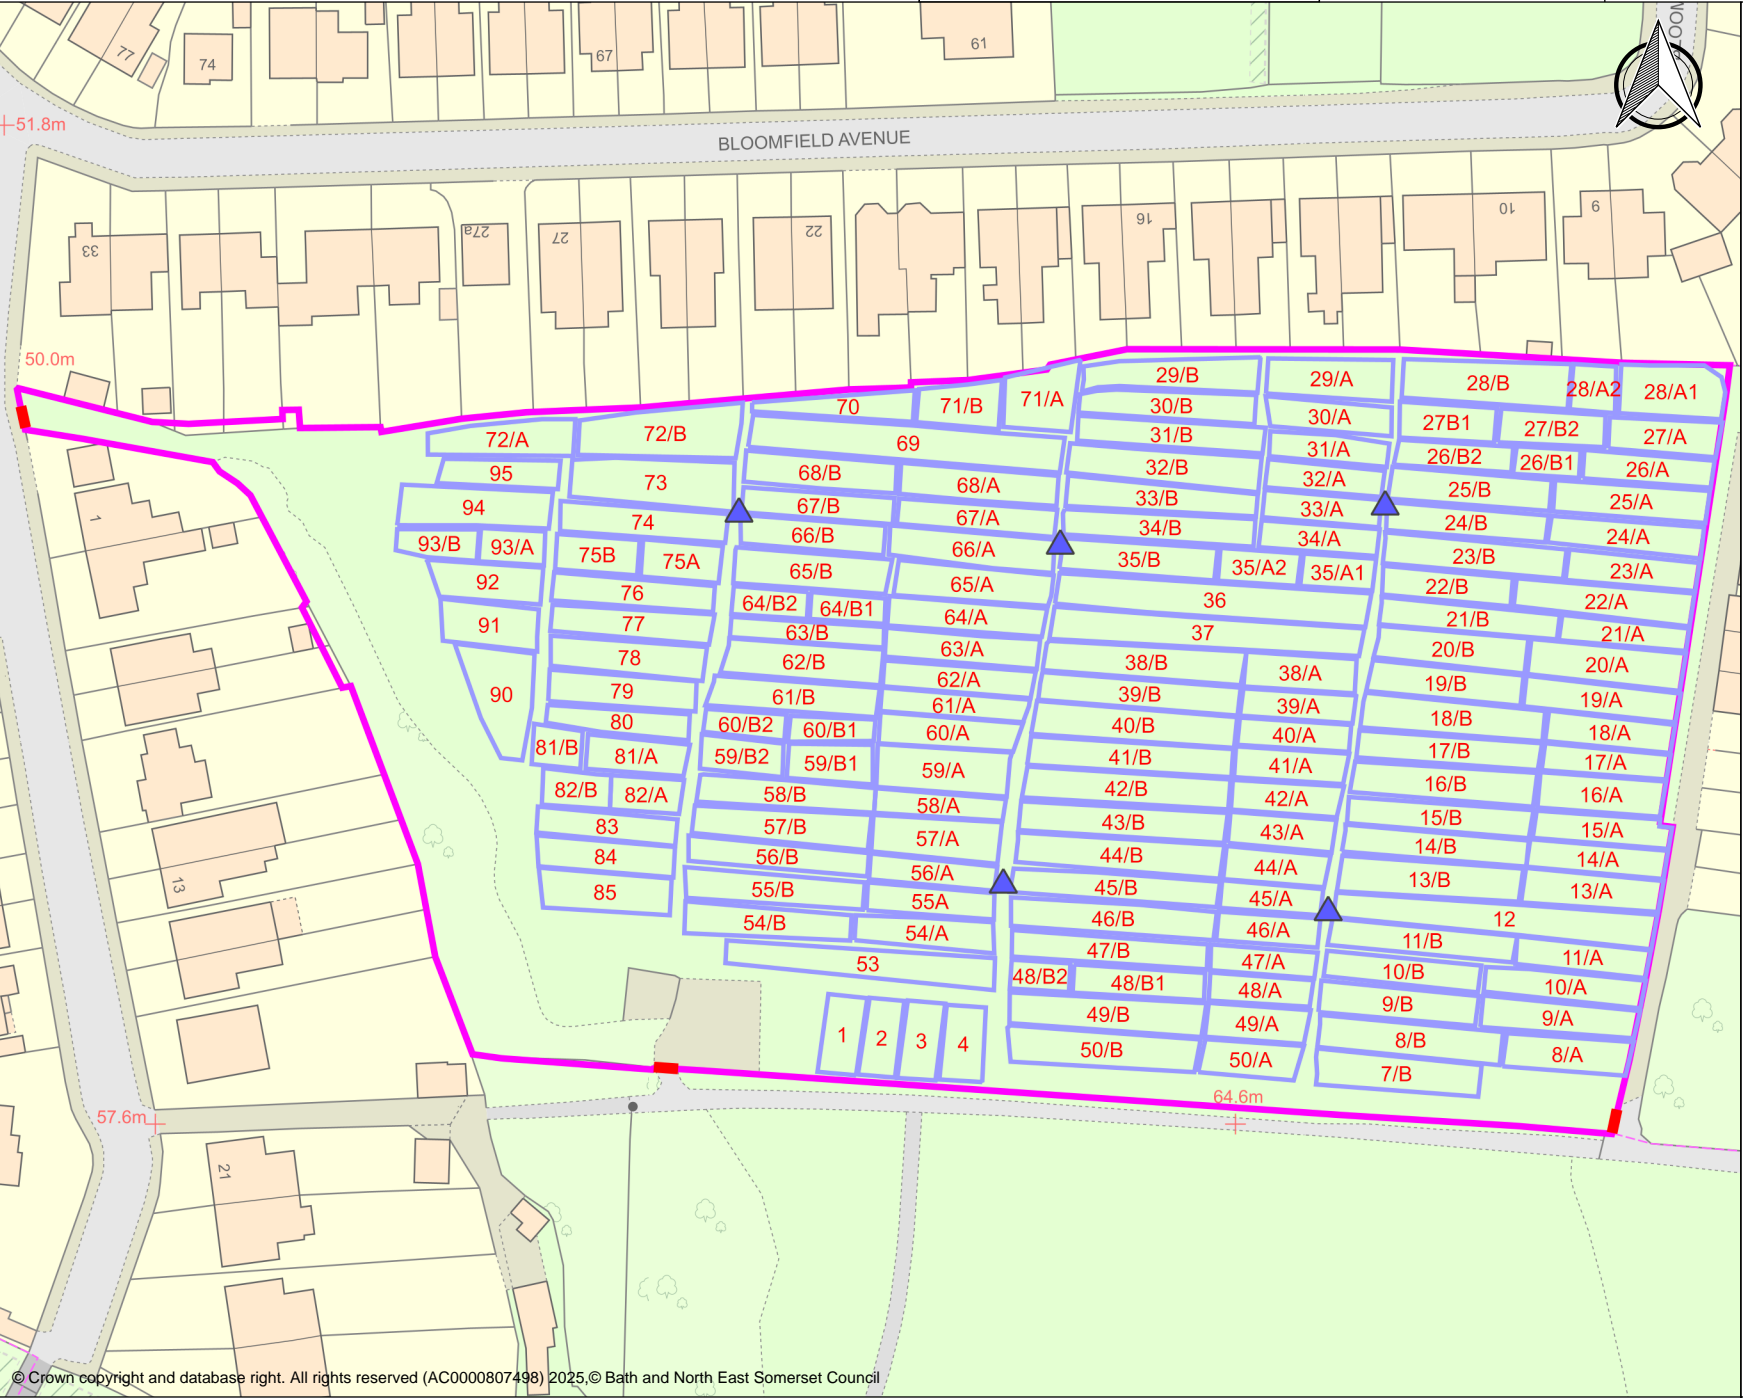 77
74
67
61
WOOD
51.8m
BLOOMFIELD AVENUE
33
27a
27
22
16
10
9
50.0m
29/B
29/A
28/B
28/A2
28/A1
70
71/B
71/A
30/B
30/A
27B1
27/B2
27/A
72/A
72/B
69
31/B
31/A
26/B2
26/B1
26/A
95
73
68/B
68/A
32/B
32/A
25/B
25/A
94
74
67/B
67/A
33/B
33/A
24/B
24/A
93/B
93/A
75B
75A
66/B
66/A
34/B
34/A
23/B
23/A
92
76
65/B
65/A
35/B
35/A2
35/A1
22/B
22/A
91
77
64/B2
64/B1
64/A
36
21/B
21/A
63/B
63/A
37
20/B
20/A
90
78
62/B
62/A
38/B
38/A
19/B
19/A
79
61/B
61/A
39/B
39/A
18/B
18/A
80
60/B2
60/B1
60/A
40/B
40/A
17/B
17/A
81/B
81/A
59/B2
59/B1
59/A
41/B
41/A
16/B
16/A
82/B
82/A
58/B
58/A
42/B
42/A
15/B
15/A
83
57/B
57/A
43/B
43/A
14/B
14/A
84
56/B
56/A
44/B
44/A
13/B
13/A
85
55/B
55A
45/B
45/A
12
54/B
54/A
46/B
46/A
11/B
11/A
53
47/B
47/A
10/B
10/A
48/B2
48/B1
48/A
9/B
9/A
1
2
3
4
49/B
49/A
8/B
8/A
50/B
50/A
7/B
1
13
21
57.6m
64.6m
© Crown copyright and database right. All rights reserved (AC0000807498) 2025,© Bath and North East Somerset Council